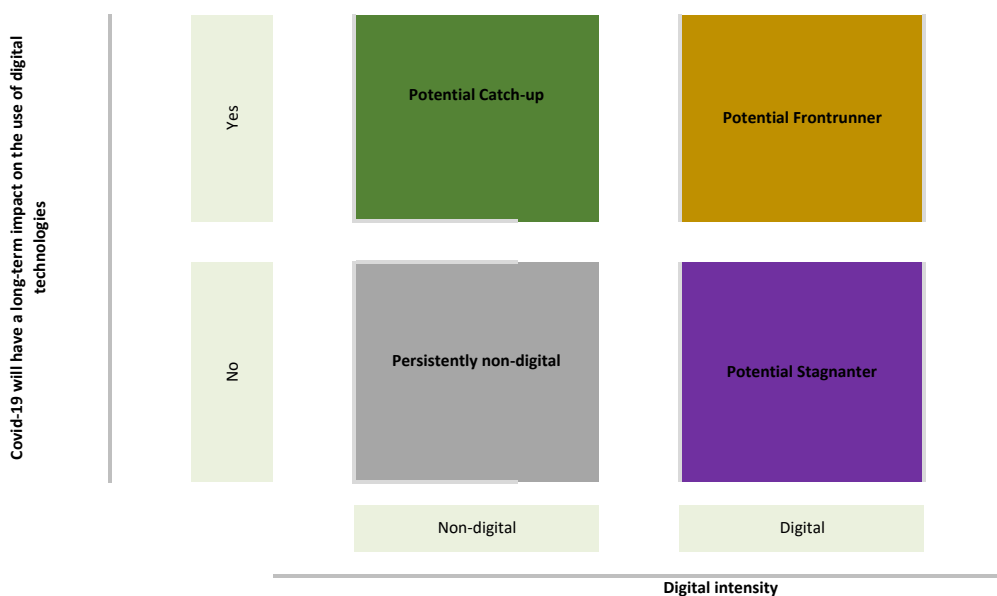 Covid-19 will have a long-term impact on the use of digital
technologies
Yes
Potential Catch-up
Potential Frontrunner
No
Persistently non-digital
Potential Stagnanter
Non-digital
Digital
Digital intensity